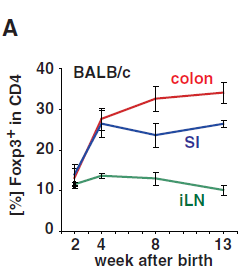 A
BALB/c
colon
SI
iLN
[%] Foxp3+ in CD4
40
30
20
10
0
2 4 8 13
week after birth